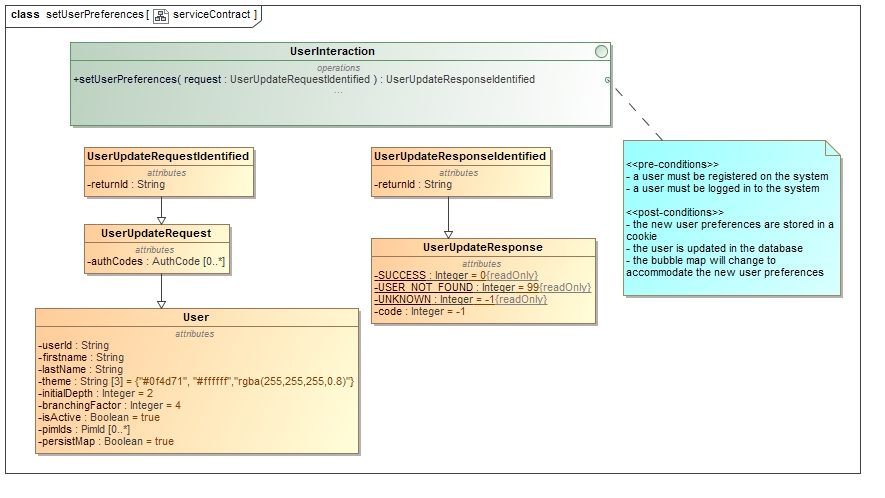 class setUserPreferences [ serviceContract ]
UserInteraction
operations
+setUserPreferences( request : UserUpdateRequestIdentified ) : UserUpdateResponseIdentified
...
UserUpdateRequestIdentified
attributes
-returnId : String
UserUpdateResponseIdentified
attributes
-returnId : String
<<pre-conditions>>
- a user must be registered on the system
- a user must be logged in to the system
<<post-conditions>>
- the new user preferences are stored in a
cookie
- the user is updated in the database
- the bubble map will change to
accommodate the new user preferences
UserUpdateRequest
attributes
-authCodes : AuthCode [0..*]
UserUpdateResponse
attributes
-SUCCESS : Integer = 0{readOnly}
-USER_NOT_FOUND : Integer = 99{readOnly}
-UNKNOWN : Integer = -1{readOnly}
-code : Integer = -1
User
attributes
-userId : String
-firstname : String
-lastName : String
-theme : String [3] = {"#0f4d71", "#ffffff","rgba(255,255,255,0.8)"}
-initialDepth : Integer = 2
-branchingFactor : Integer = 4
-isActive : Boolean = true
-pimIds : PimId [0..*]
-persistMap : Boolean = true